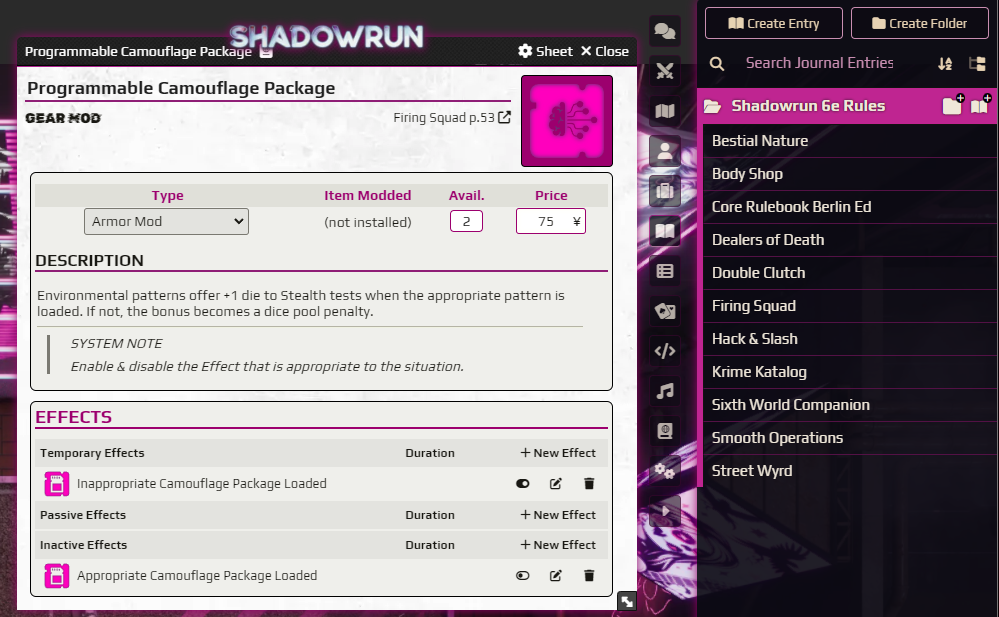 SHADOWRUN
Programmable Camouflage Package
Sheet
Close
Programmable Camouflage Package
GEAR MOD
Firing Squad p.53
Type
Item Modded
Avail.
Price
Armor Mod
(not installed)
2
75 ¥
DESCRIPTION
Environmental patterns offer +1 die to Stealth tests when the appropriate pattern is
loaded. If not, the bonus becomes a dice pool penalty.
SYSTEM NOTE
Enable & disable the Effect that is appropriate to the situation.
EFFECTS
Temporary Effects
Duration
+ New Effect
Inappropriate Camouflage Package Loaded
Passive Effects
Duration
+ New Effect
Inactive Effects
Duration
+ New Effect
Appropriate Camouflage Package Loaded
Create Entry
Create Folder
Search Journal Entries
Shadowrun 6e Rules
Bestial Nature
Body Shop
Core Rulebook Berlin Ed
Dealers of Death
Double Clutch
Firing Squad
Hack & Slash
Krime Katalog
Sixth World Companion
Smooth Operations
Street Wyrd